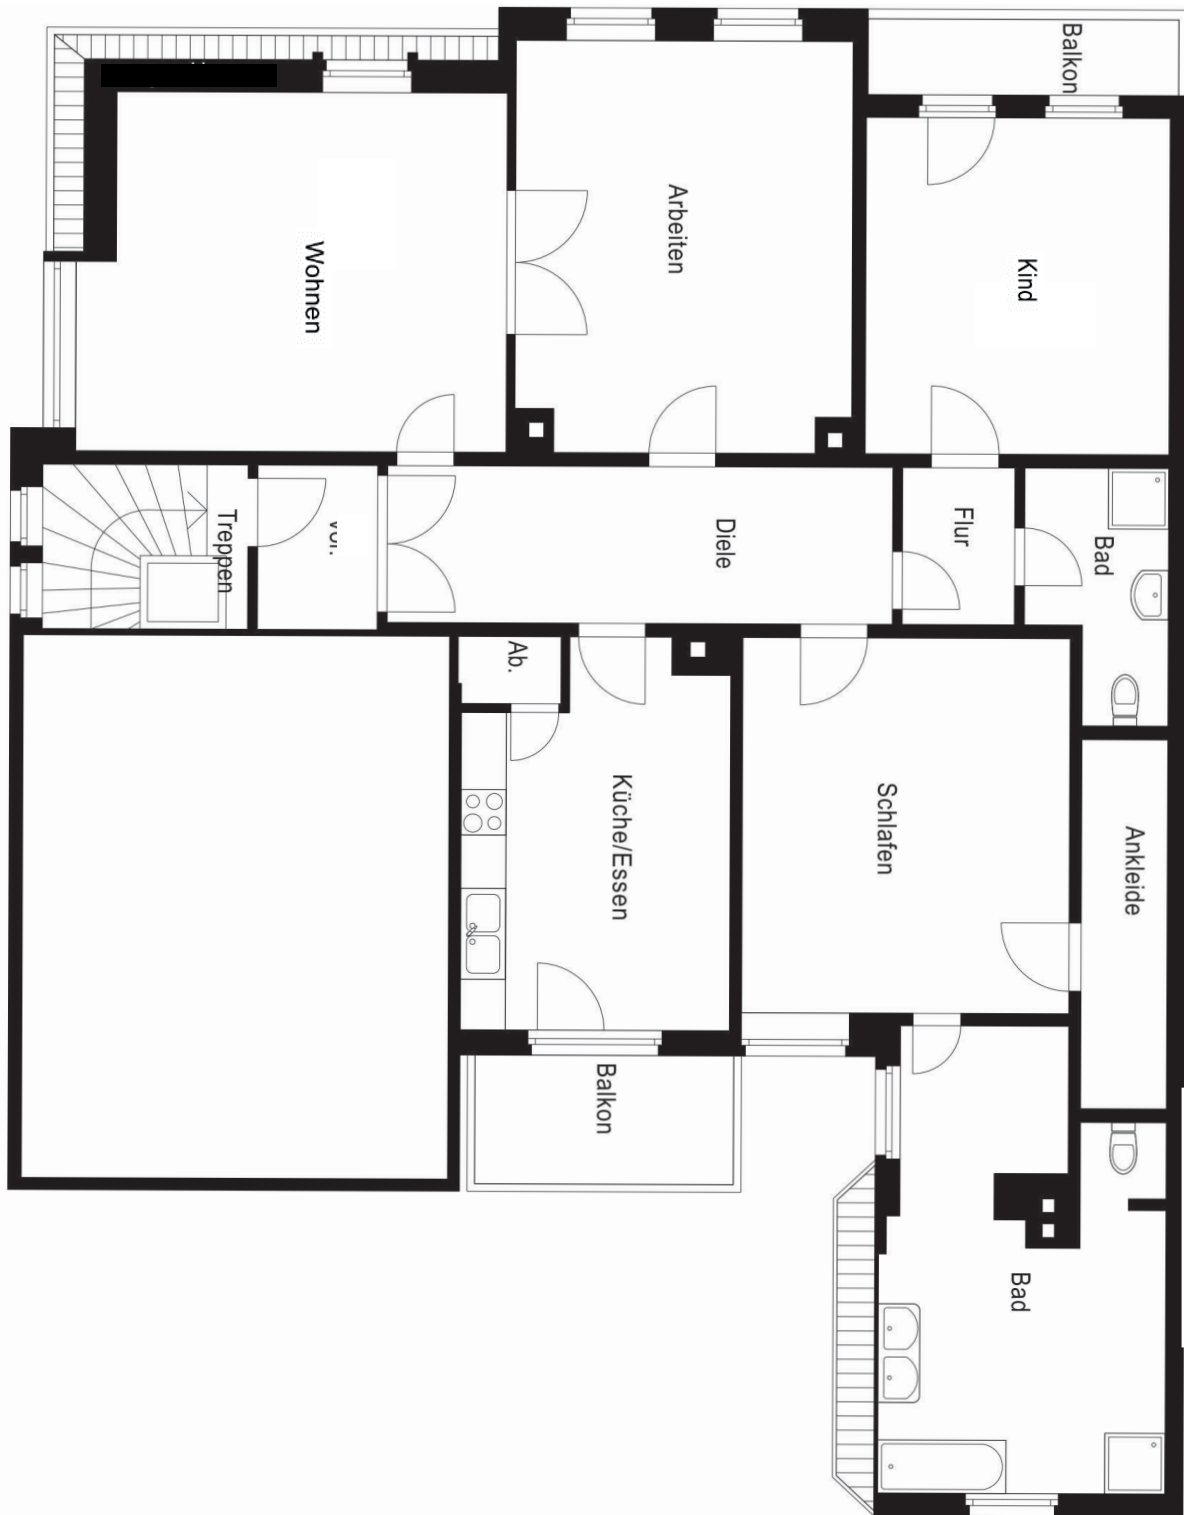 Balkon
Arbeiten
Wohnen
Kind
Treppen
Diele
Flur
Bad
Ab.
Küche/Essen
Schlafen
Ankleide
Balkon
Bad